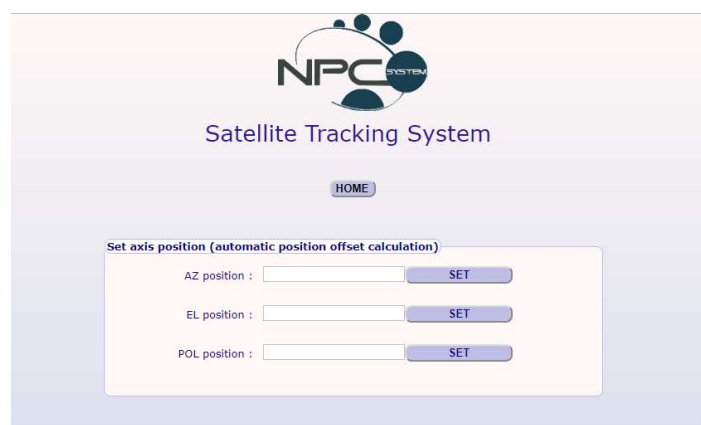 NPC
SYSTEM
Satellite Tracking System
HOME
Set axis position (automatic position offset calculation)
AZ position : SET
EL position : SET
POL position : SET